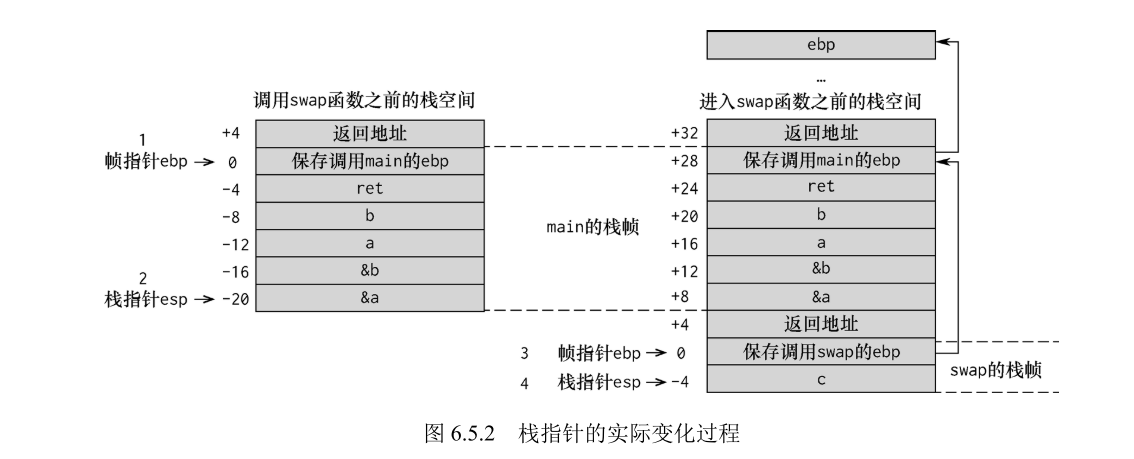 ebp
…
调用swap函数之前的栈空间
进入swap函数之前的栈空间
+4 返回地址
1
帧指针ebp 0 保存调用main的ebp
-4 ret
-8 b
-12 a
-16 &b
2
栈指针esp -20 &a
main的栈帧
+32 返回地址
+28 保存调用main的ebp
+24 ret
+20 b
+16 a
+12 &b
+8 &a
+4 返回地址
3 帧指针ebp 0 保存调用swap的ebp
4 栈指针esp -4 c
swap的栈帧
图 6.5.2 栈指针的实际变化过程